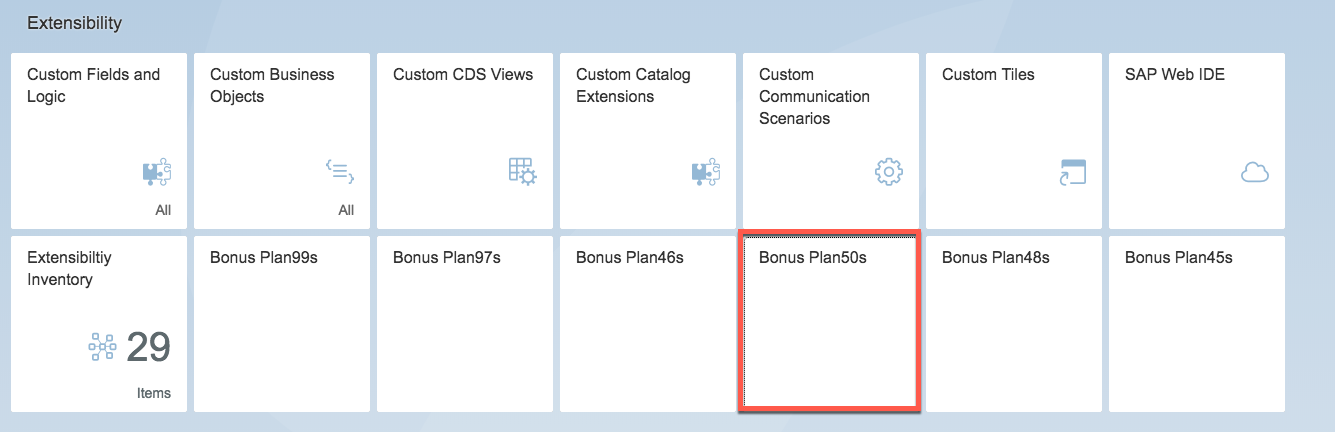 Extensibility
Custom Fields and
Logic
All
Custom Business
Objects
All
Custom CDS Views
Custom Catalog
Extensions
Custom
Communication
Scenarios
Custom Tiles
SAP Web IDE
Extensibiltiy
Inventory
29
Items
Bonus Plan99s
Bonus Plan97s
Bonus Plan46s
Bonus Plan50s
Bonus Plan48s
Bonus Plan45s